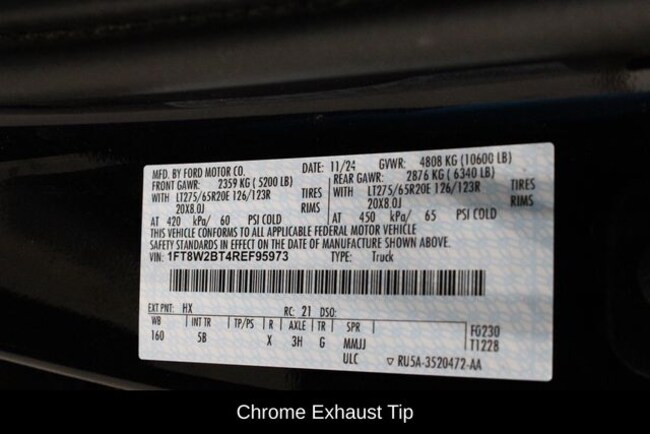 MFD. BY FORD MOTOR CO. DATE: 11/24 GVWR: 4808 KG (10600 LB)
FRONT GAWR: 2359 KG ( 5200 LB) REAR GAWR: 2876 KG ( 6340 LB)
WITH LT275/65R20E 126/123R TIRES WITH LT275/65R20E 126/123R TIRES
20X8.0J RIMS 20X8.0J RIMS
AT 420 kPa/ 60 PSI COLD AT 450 kPa/ 65 PSI COLD
THIS VEHICLE CONFORMS TO ALL APPLICABLE FEDERAL MOTOR VEHICLE
SAFETY STANDARDS IN EFFECT ON THE DATE OF MANUFACTURE SHOWN ABOVE.
VIN: 1FT8W2BT4REF95973 TYPE: Truck
EXT PNT: HX RC: 21 DSO:
WB INT TR TP/PS R AXLE TR SPR F0230
160 5B X 3H G MMJJ T1228
ULC ▽ RU5A-3520472-AA
Chrome Exhaust Tip